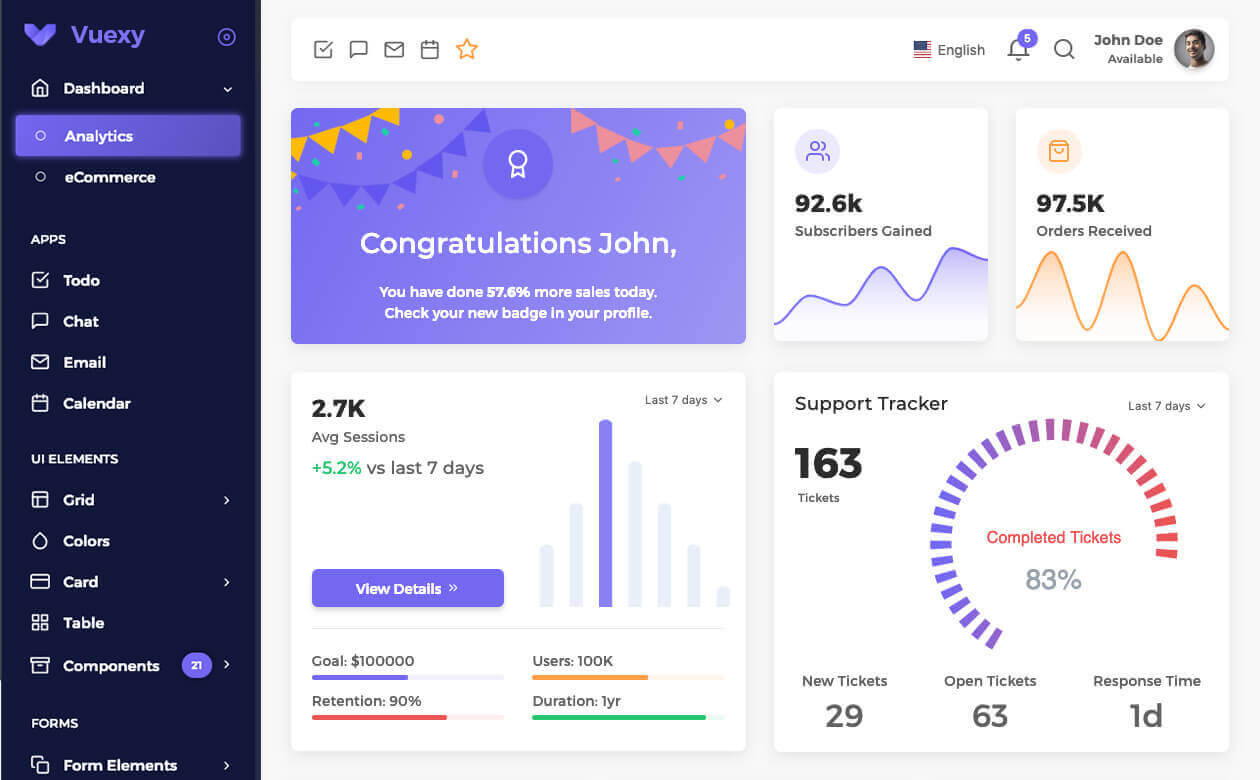 Vuexy
Dashboard
Analytics
eCommerce
APPS
Todo
Chat
Email
Calendar
UI ELEMENTS
Grid
Colors
Card
Table
Components 21
FORMS
Form Elements
English
5
John Doe
Available
Congratulations John,
You have done 57.6% more sales today.
Check your new badge in your profile.
92.6k
Subscribers Gained
97.5K
Orders Received
2.7K
Last 7 days
Avg Sessions
+5.2% vs last 7 days
View Details »
Goal: $100000
Users: 100K
Retention: 90%
Duration: 1yr
Support Tracker
Last 7 days
163
Tickets
Completed Tickets
83%
New Tickets
29
Open Tickets
63
Response Time
1d